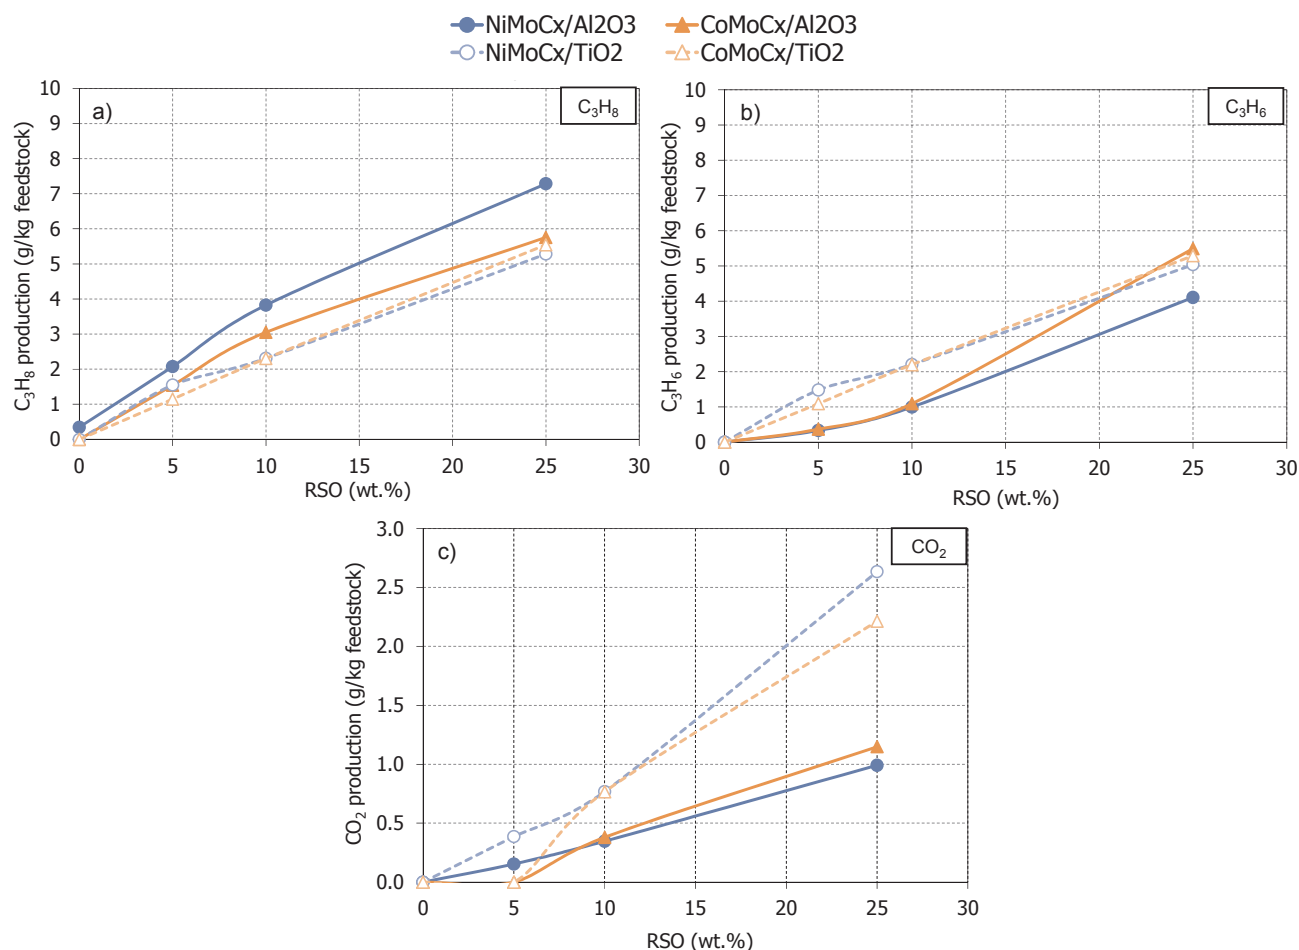 NiMoCx/Al2O3 CoMoCx/Al2O3
NiMoCx/TiO2 CoMoCx/TiO2
a)
C₃H₈
C₃H₈ production (g/kg feedstock)
10
9
8
7
6
5
4
3
2
1
0
0 5 10 15 20 25 30
RSO (wt.%)
b)
C₃H₆
C₃H₆ production (g/kg feedstock)
10
9
8
7
6
5
4
3
2
1
0
0 5 10 15 20 25 30
RSO (wt.%)
c)
CO₂
CO₂ production (g/kg feedstock)
3.0
2.5
2.0
1.5
1.0
0.5
0.0
0 5 10 15 20 25 30
RSO (wt.%)